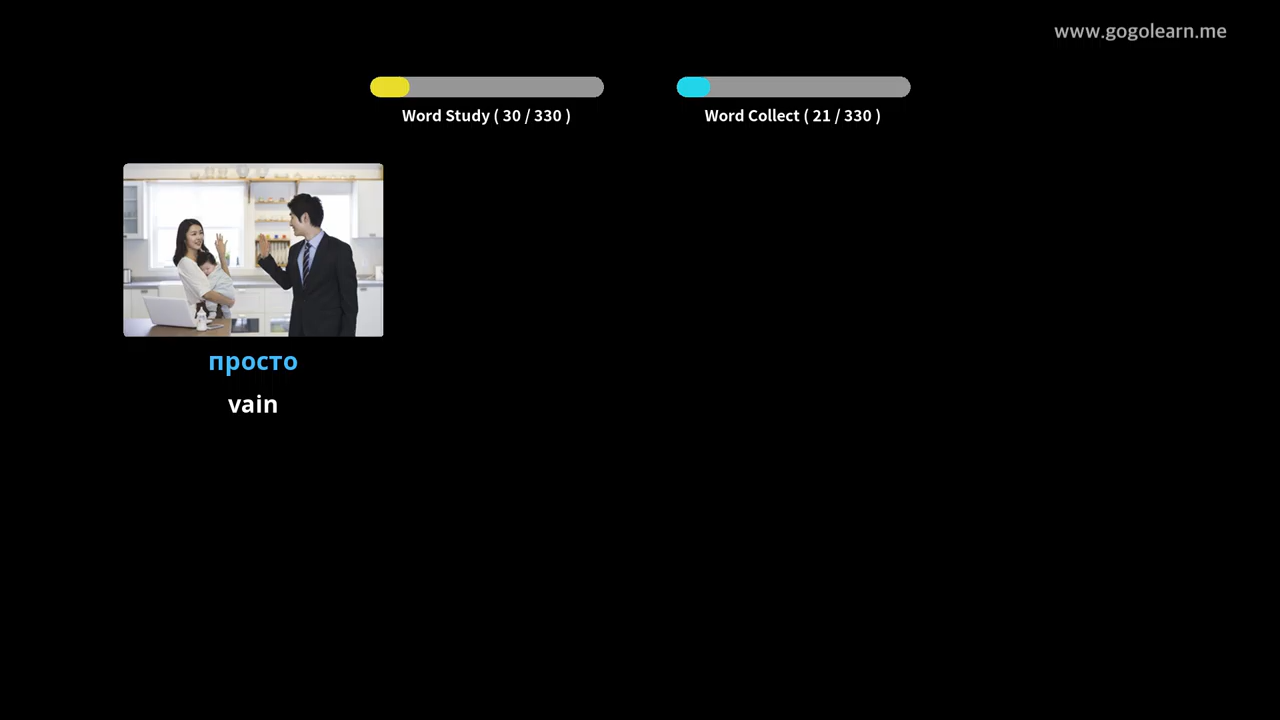 www.gogolearn.me
Word Study ( 30 / 330 )
Word Collect ( 21 / 330 )
просто
vain